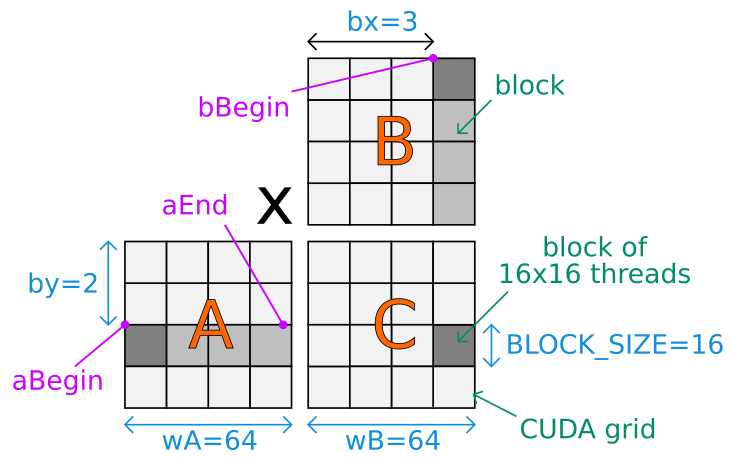 bx=3
bBegin
B
block
aEnd
X
block of
16x16 threads
by=2
A
C
BLOCK_SIZE=16
aBegin
CUDA grid
wA=64
wB=64